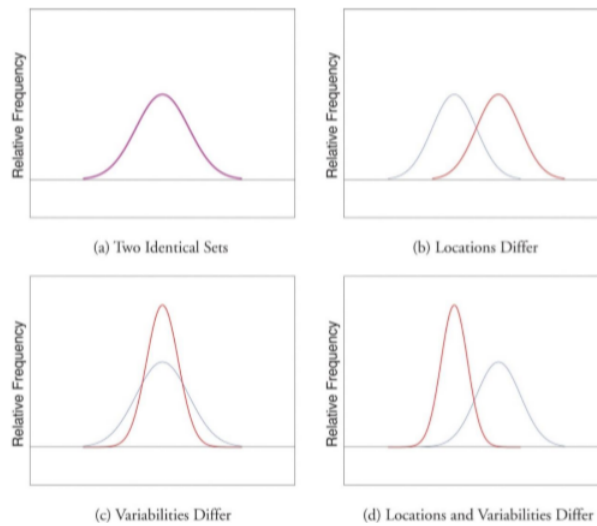 Relative Frequency
Relative Frequency
(a) Two Identical Sets
(b) Locations Differ
Relative Frequency
Relative Frequency
(c) Variabilities Differ
(d) Locations and Variabilities Differ